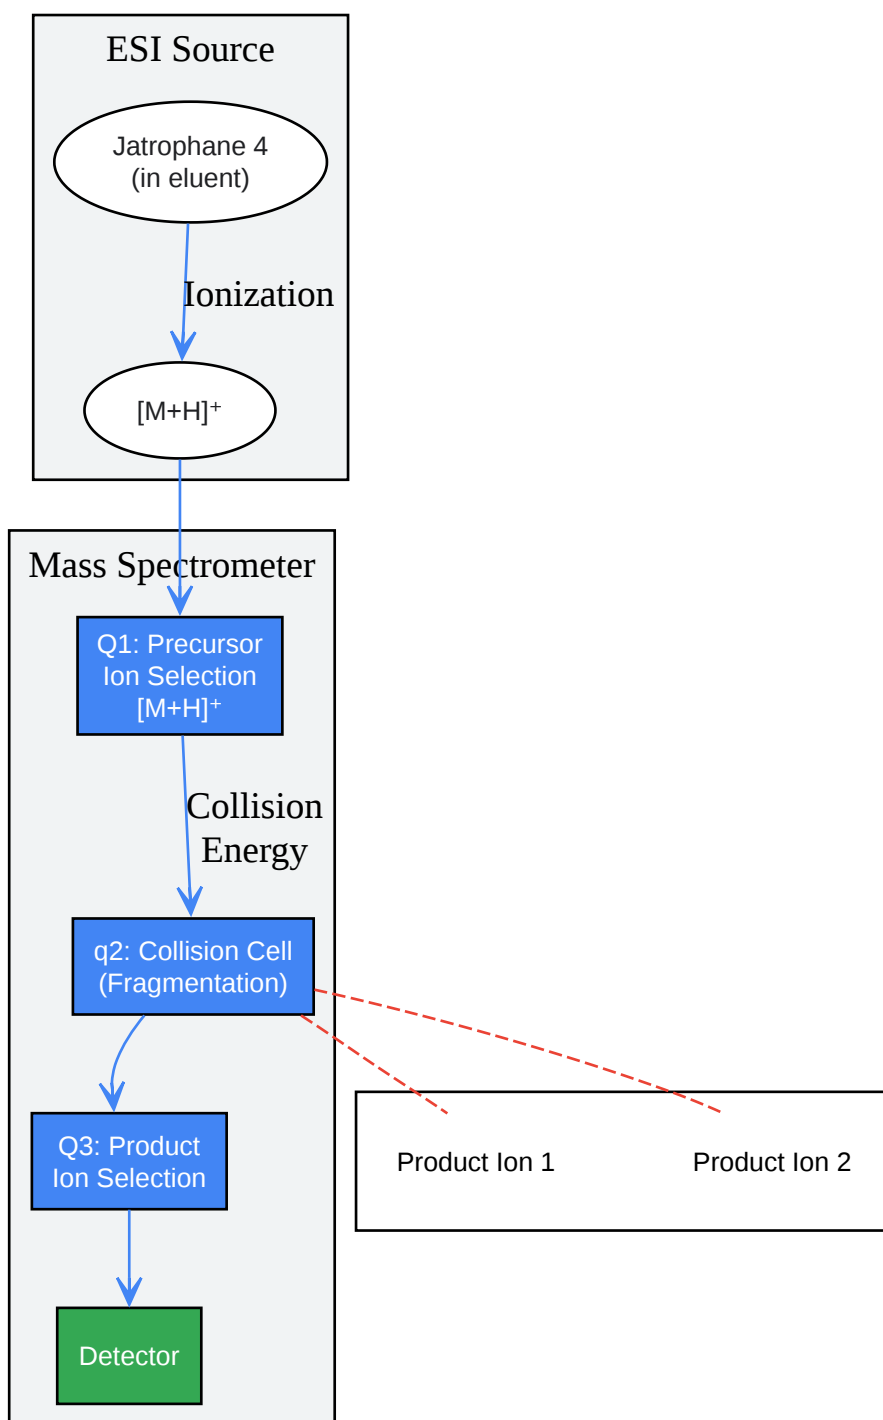 ESI Source
Jatrophane 4
(in eluent)
Ionization
[M+H]⁺
Mass Spectrometer
Q1: Precursor
Ion Selection
[M+H]⁺
Collision
Energy
q2: Collision Cell
(Fragmentation)
Q3: Product
Ion Selection
Product Ion 1
Product Ion 2
Detector